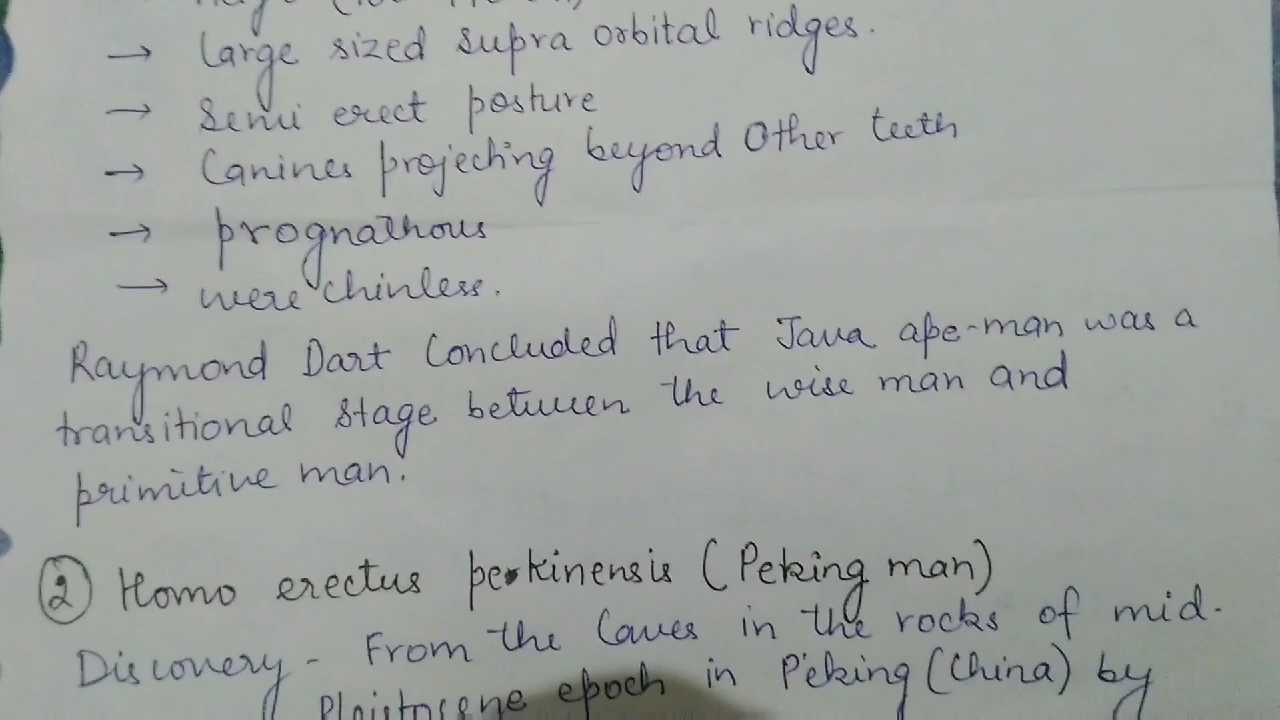 → large sized supra orbital ridges.
→ Semi erect posture
→ Canines projecting beyond Other teeth
→ prognathous
→ were chinless.
Raymond Dart Concluded that Java ape-man was a
transitional stage between the wise man and
primitive man.
② Homo erectus pekinensis (Peking man)
Discovery - From the Caves in the rocks of mid.
Pleistocene epoch in Peking (China) by